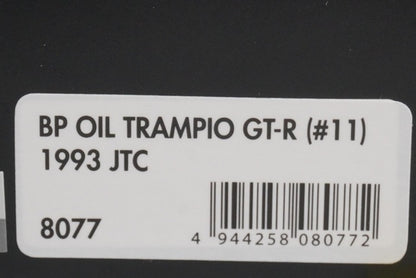 BP OIL TRAMPIO GT-R (#11)
1993 JTC
8077
4 944258 080772